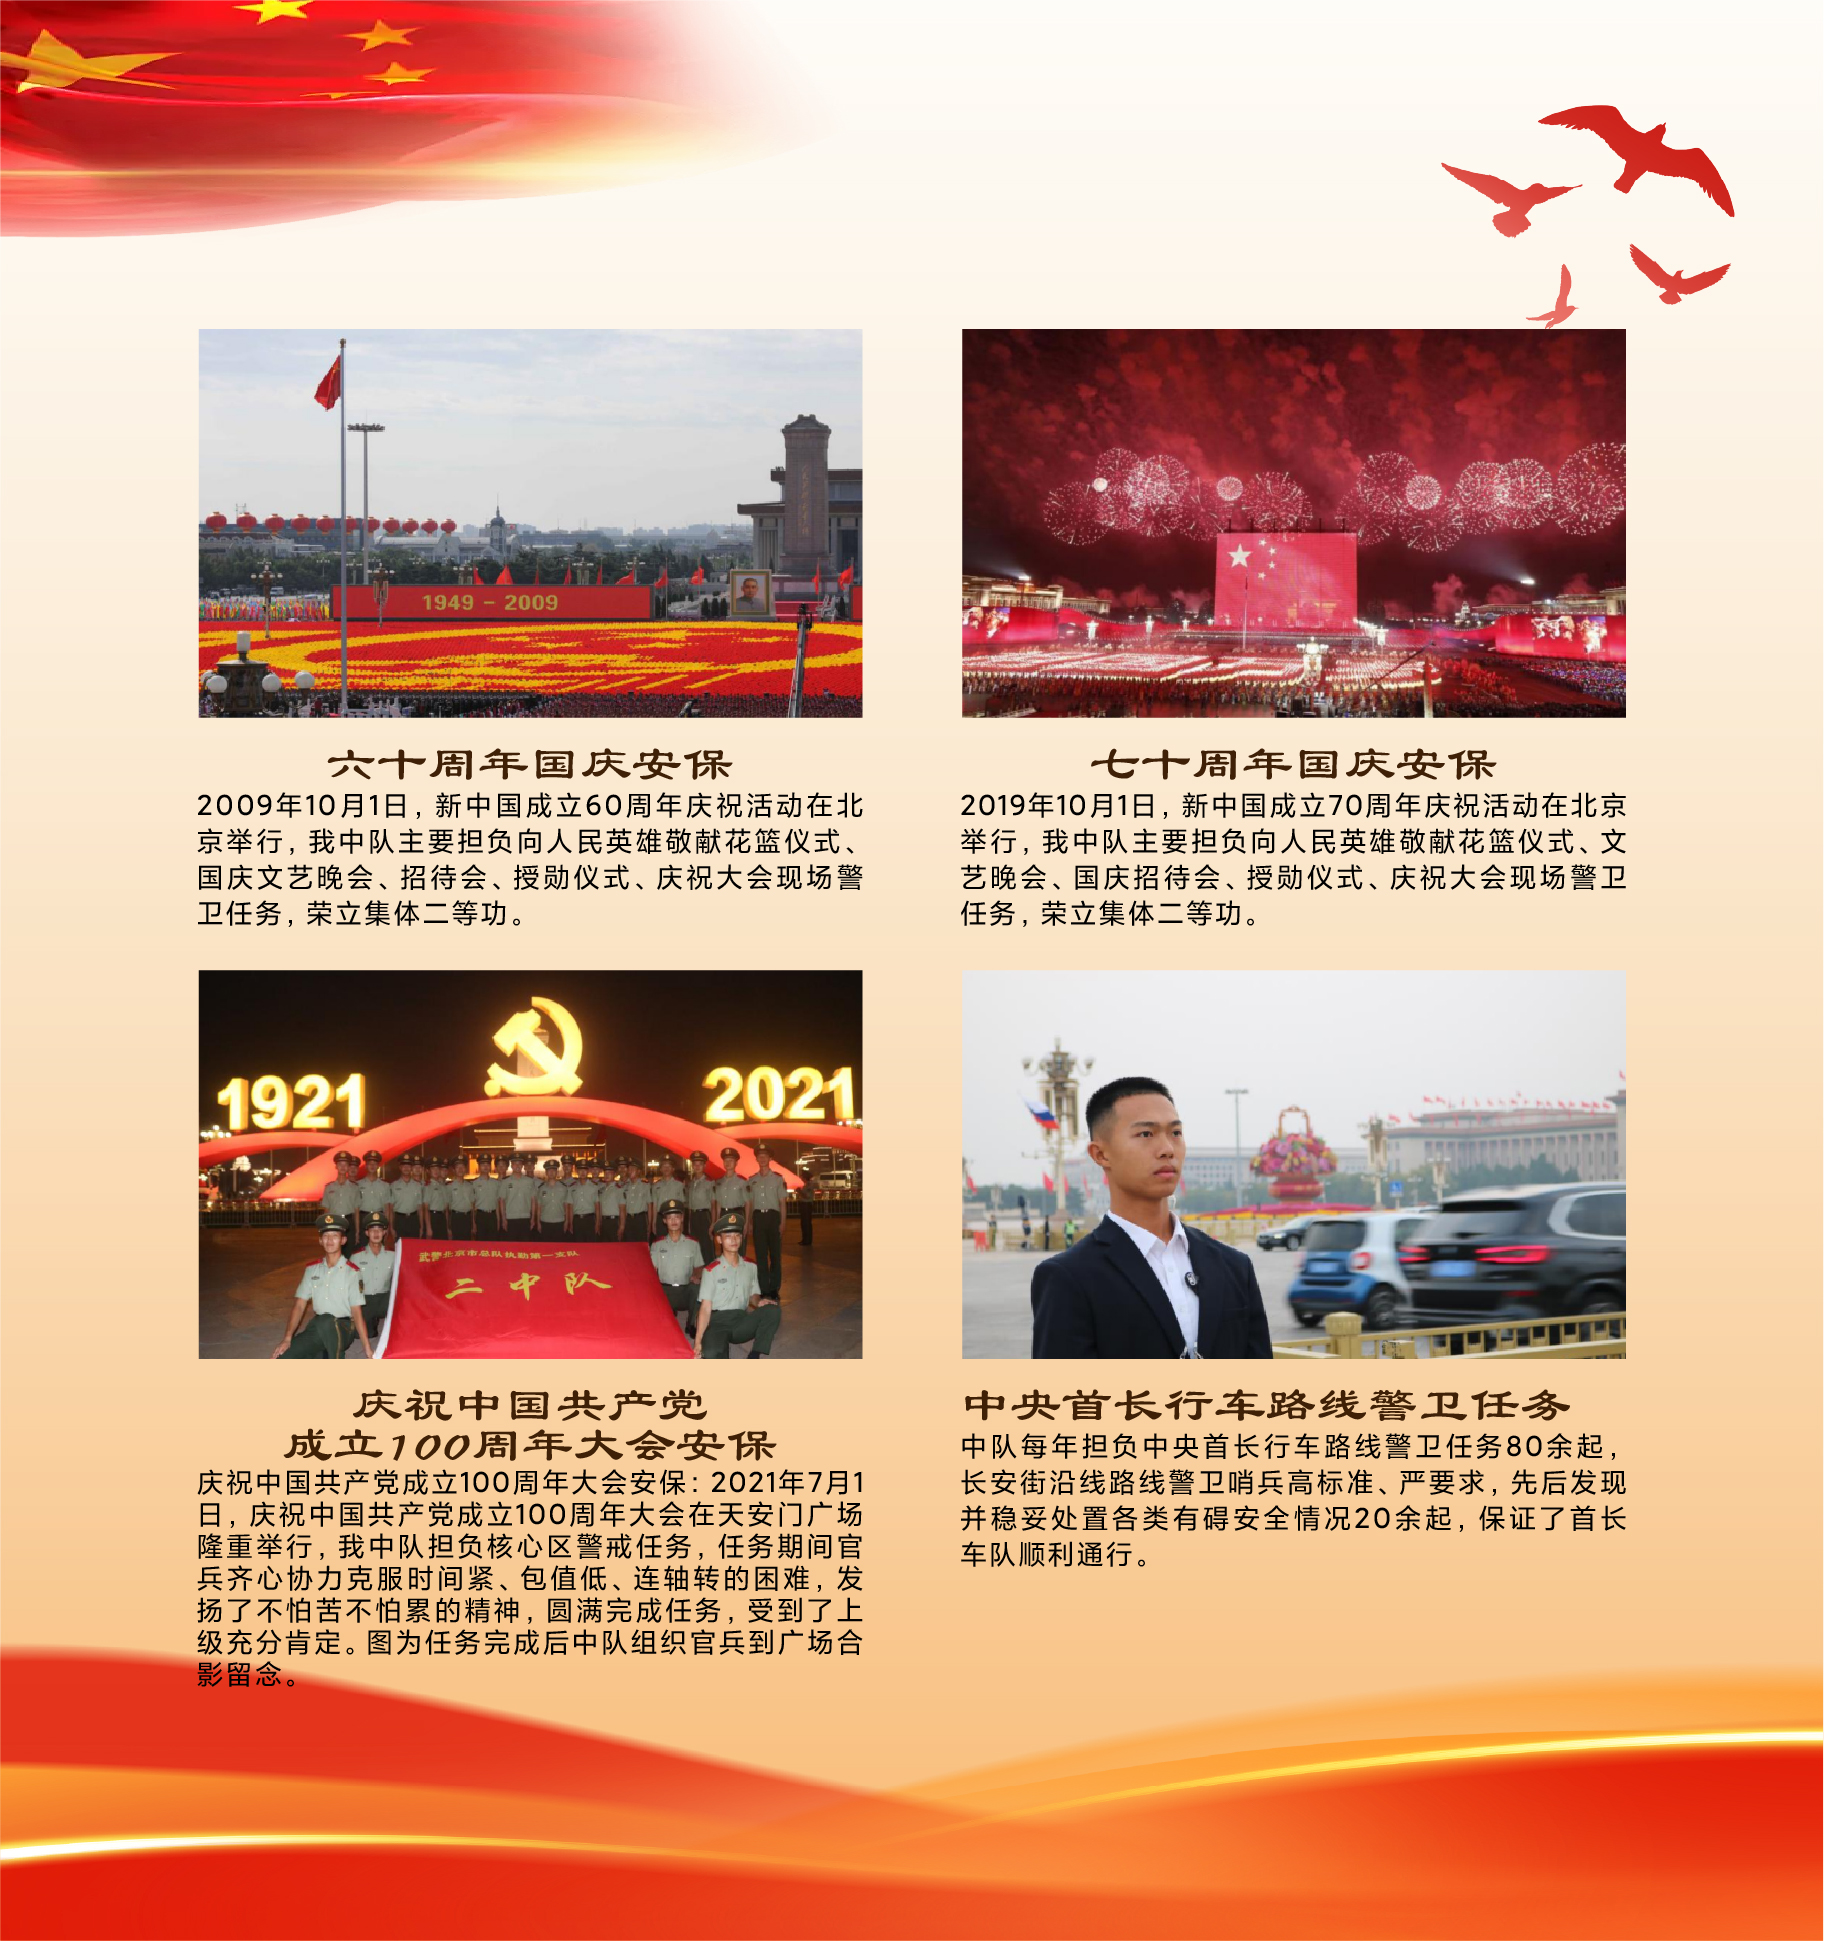 1949 - 2009
六十周年国庆安保
2009年10月1日，新中国成立60周年庆祝活动在北
京举行，我中队主要担负向人民英雄敬献花篮仪式、
国庆文艺晚会、招待会、授勋仪式、庆祝大会现场警
卫任务，荣立集体二等功。
七十周年国庆安保
2019年10月1日，新中国成立70周年庆祝活动在北京
举行，我中队主要担负向人民英雄敬献花篮仪式、文
艺晚会、国庆招待会、授勋仪式、庆祝大会现场警卫
任务，荣立集体二等功。
1921
2021
武警北京市总队执勤第一支队
二中队
庆祝中国共产党
成立100周年大会安保
庆祝中国共产党成立100周年大会安保：2021年7月1
日，庆祝中国共产党成立100周年大会在天安门广场
隆重举行，我中队担负核心区警戒任务，任务期间官
兵齐心协力克服时间紧、包值低、连轴转的困难，发
扬了不怕苦不怕累的精神，圆满完成任务，受到了上
级充分肯定。图为任务完成后中队组织官兵到广场合
影留念。
中央首长行车路线警卫任务
中队每年担负中央首长行车路线警卫任务80余起，
长安街沿线路线警卫哨兵高标准、严要求，先后发现
并稳妥处置各类有碍安全情况20余起，保证了首长
车队顺利通行。